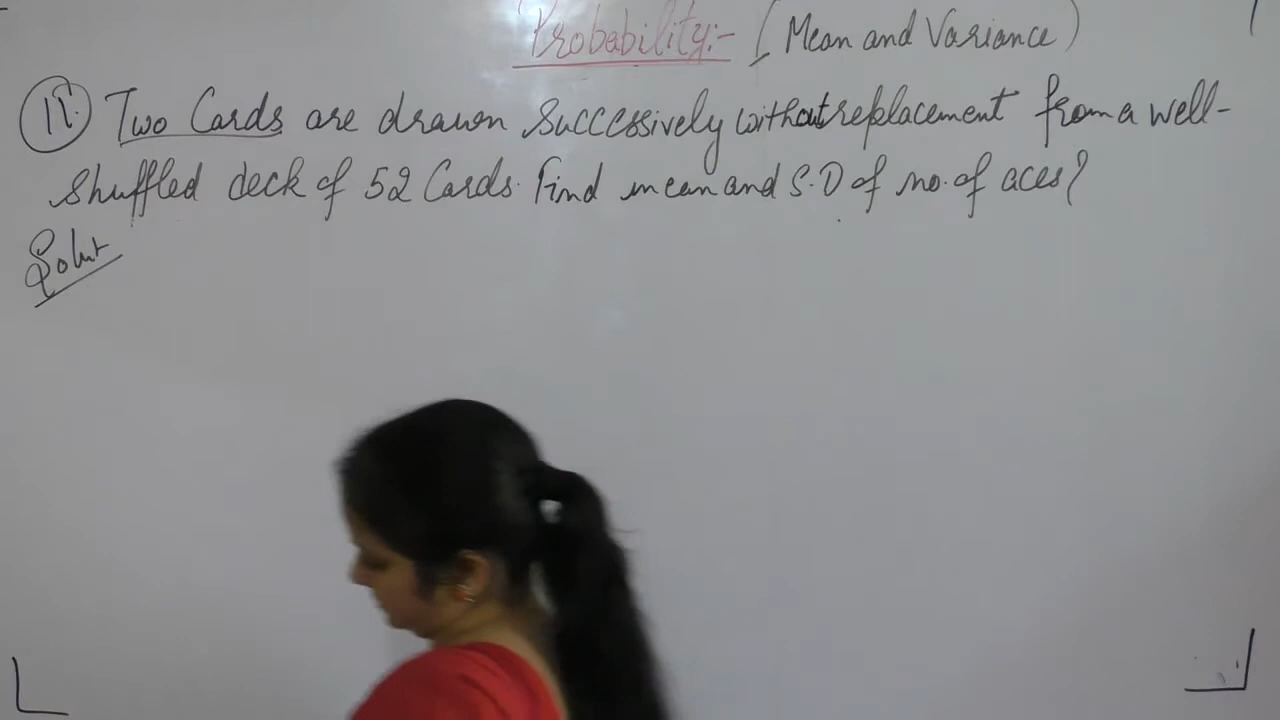 Probability:- (Mean and Variance)
11. Two Cards are drawn successively without replacement from a well-
shuffled deck of 52 Cards. Find mean and S.D of no. of aces?
Solut